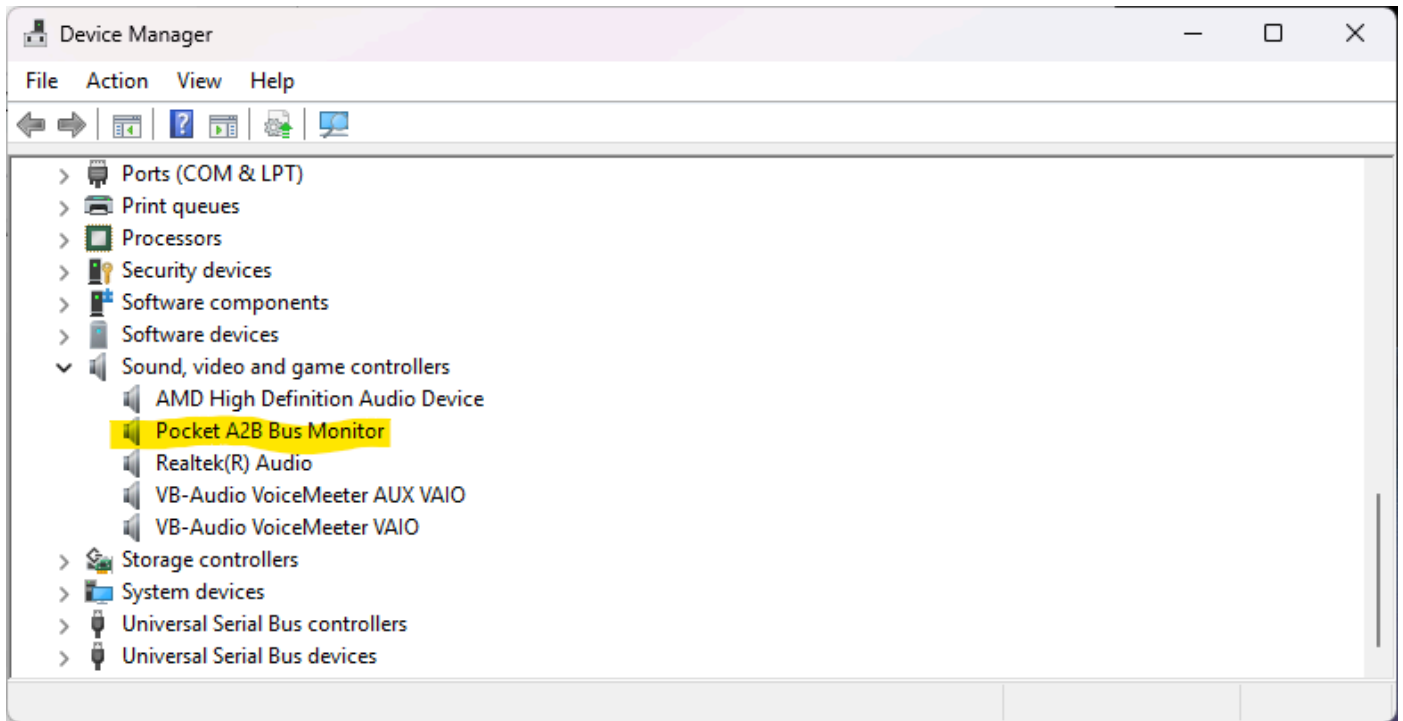 Device Manager
File Action View Help
Ports (COM & LPT)
Print queues
Processors
Security devices
Software components
Software devices
Sound, video and game controllers
AMD High Definition Audio Device
Pocket A2B Bus Monitor
Realtek(R) Audio
VB-Audio VoiceMeeter AUX VAIO
VB-Audio VoiceMeeter VAIO
Storage controllers
System devices
Universal Serial Bus controllers
Universal Serial Bus devices